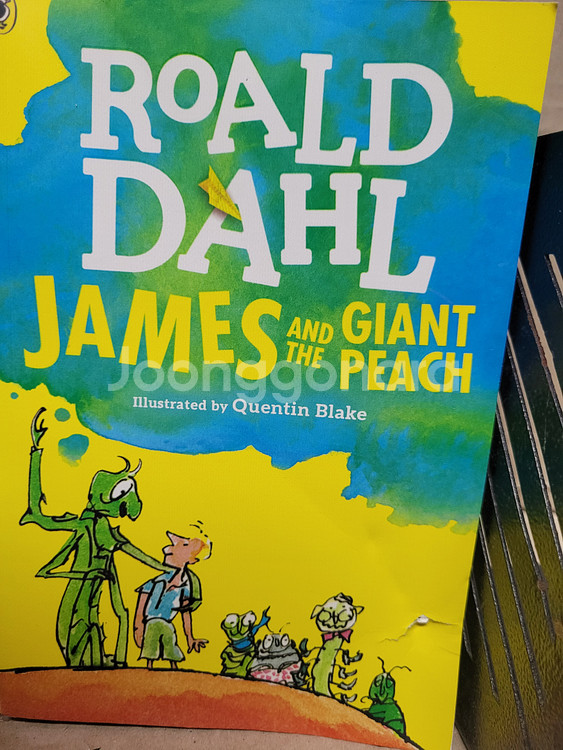 ROALD
DAHL
JAMES AND THE GIANT PEACH
Illustrated by Quentin Blake